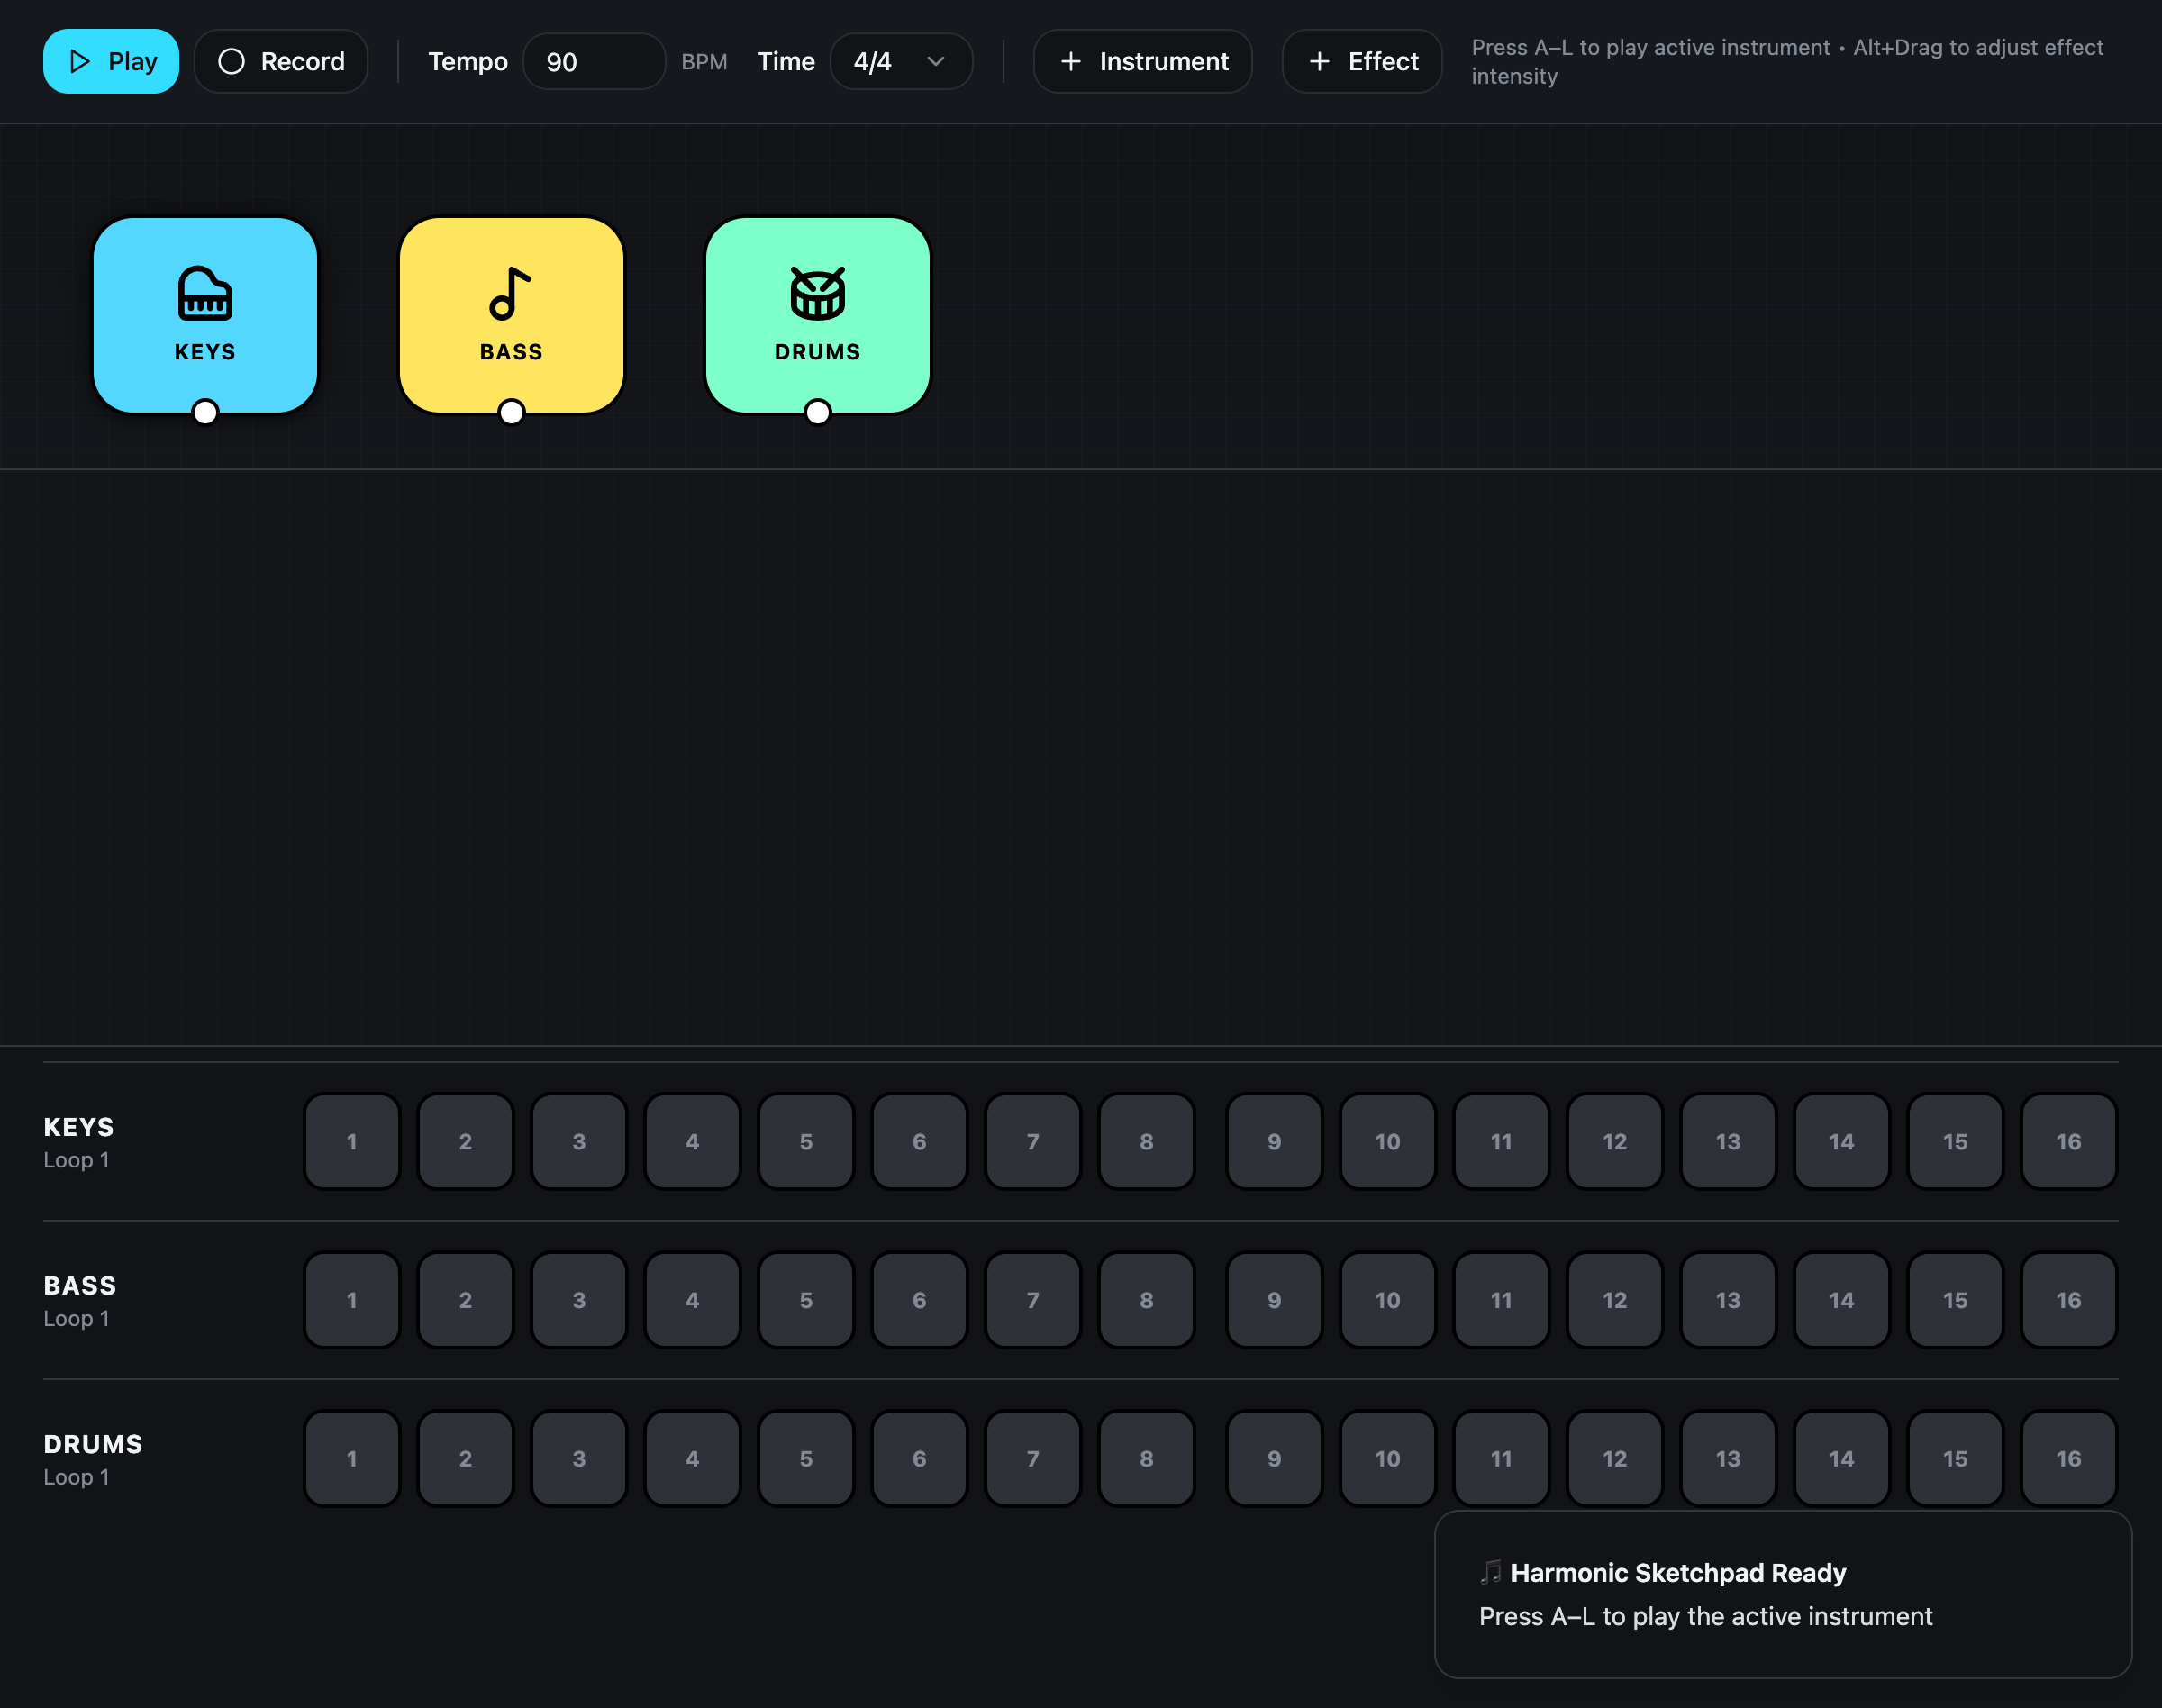 Play
Record
Tempo
90
BPM
Time
4/4
Instrument
Effect
Press A–L to play active instrument • Alt+Drag to adjust effect
intensity
KEYS
BASS
DRUMS
KEYS
Loop 1
1 2 3 4 5 6 7 8 9 10 11 12 13 14 15 16
BASS
Loop 1
1 2 3 4 5 6 7 8 9 10 11 12 13 14 15 16
DRUMS
Loop 1
1 2 3 4 5 6 7 8 9 10 11 12 13 14 15 16
🎵 Harmonic Sketchpad Ready
Press A–L to play the active instrument